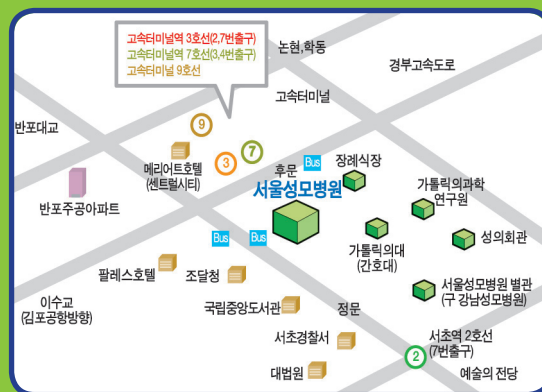 고속터미널역 3호선(2,7번출구)
고속터미널역 7호선(3,4번출구)
고속터미널 9호선
논현,학동
경부고속도로
고속터미널
반포대교
9
7
3
메리어트호텔
(센트럴시티)
후문
Bus
장례식장
서울성모병원
가톨릭의과학
연구원
반포주공아파트
Bus
Bus
가톨릭의대
(간호대)
성의회관
팔레스호텔
조달청
서울성모병원 별관
(구 강남성모병원)
이수교
(김포공항방향)
국립중앙도서관
정문
서초경찰서
서초역 2호선
(7번출구)
2
대법원
예술의 전당